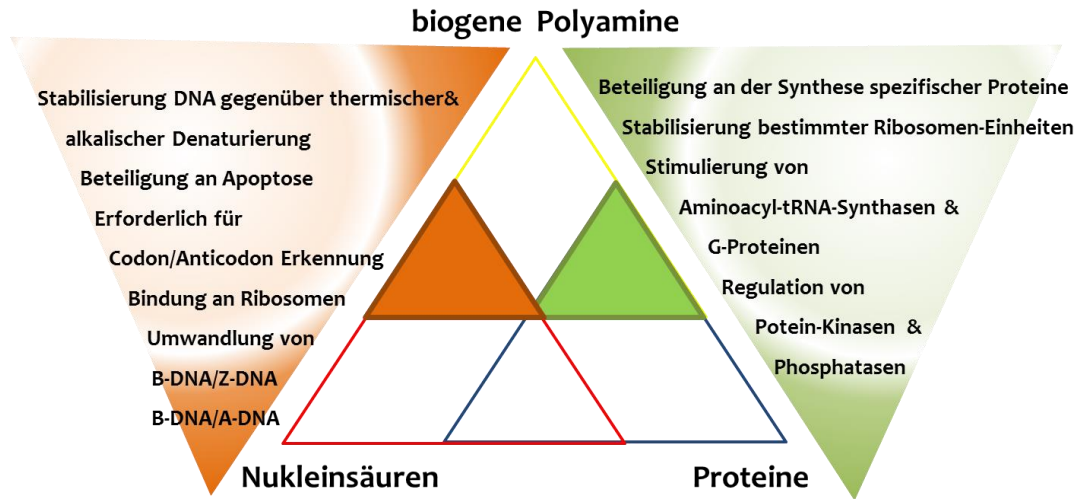 biogene Polyamine
Stabilisierung DNA gegenüber thermischer&
alkalischer Denaturierung
Beteiligung an Apoptose
Erforderlich für
Codon/Anticodon Erkennung
Bindung an Ribosomen
Umwandlung von
B-DNA/Z-DNA
B-DNA/A-DNA
Beteiligung an der Synthese spezifischer Proteine
Stabilisierung bestimmter Ribosomen-Einheiten
Stimulierung von
Aminoacyl-tRNA-Synthasen &
G-Proteinen
Regulation von
Potein-Kinasen &
Phosphatasen
Nukleinsäuren
Proteine